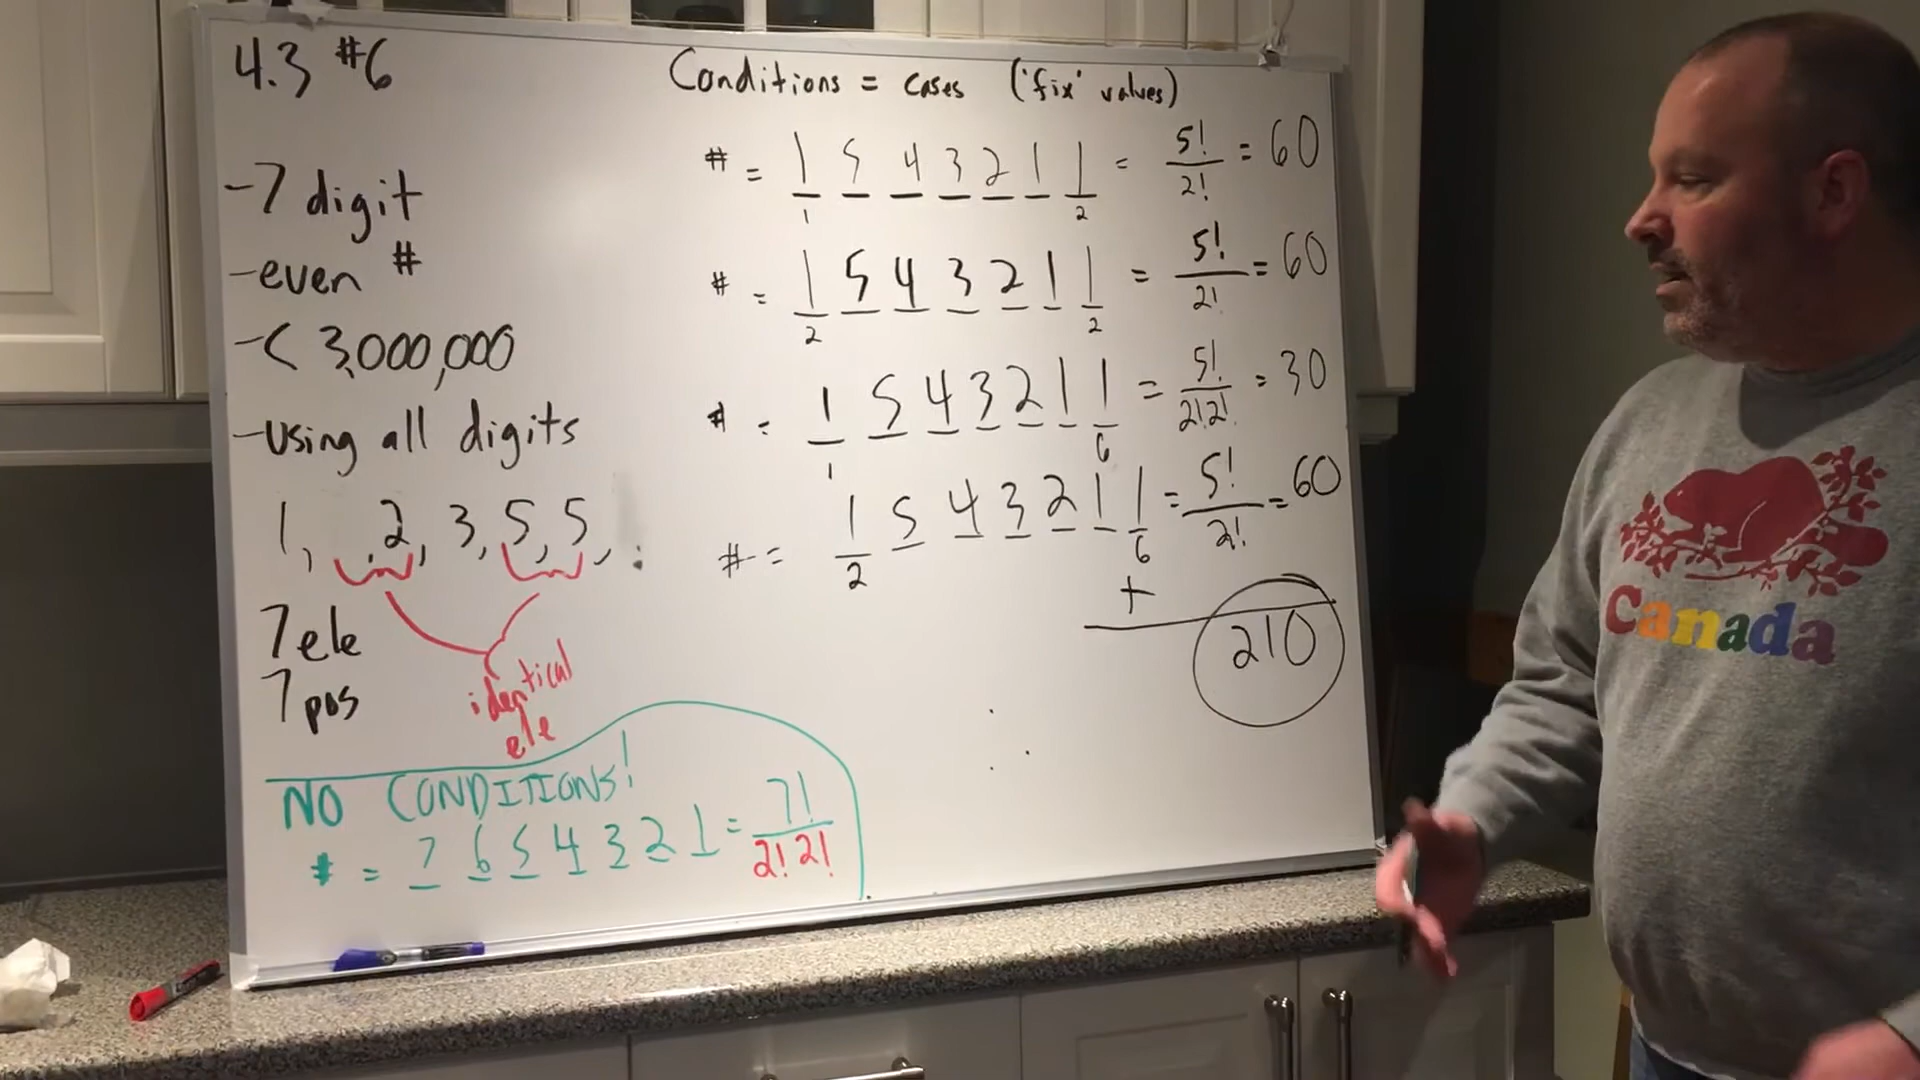 4.3 #6
-7 digit
-even #
-< 3,000,000
-using all digits
1, , 2, 3, 5, 5,
7 ele
7 pos
identical
ele
NO CONDITIONS!
# = 7 6 5 4 3 2 1 = 7! / 2! 2!
Conditions = cases ('fix' values)
# = 1 5 4 3 2 1 1 = 5! / 2! = 60
1 2
# = 1 5 4 3 2 1 1 = 5! / 2! = 60
2 2
# = 1 5 4 3 2 1 1 = 5! / 2!2! = 30
1 6
# = 1 5 4 3 2 1 1 = 5! / 2! = 60
2 6
+
210
Canada